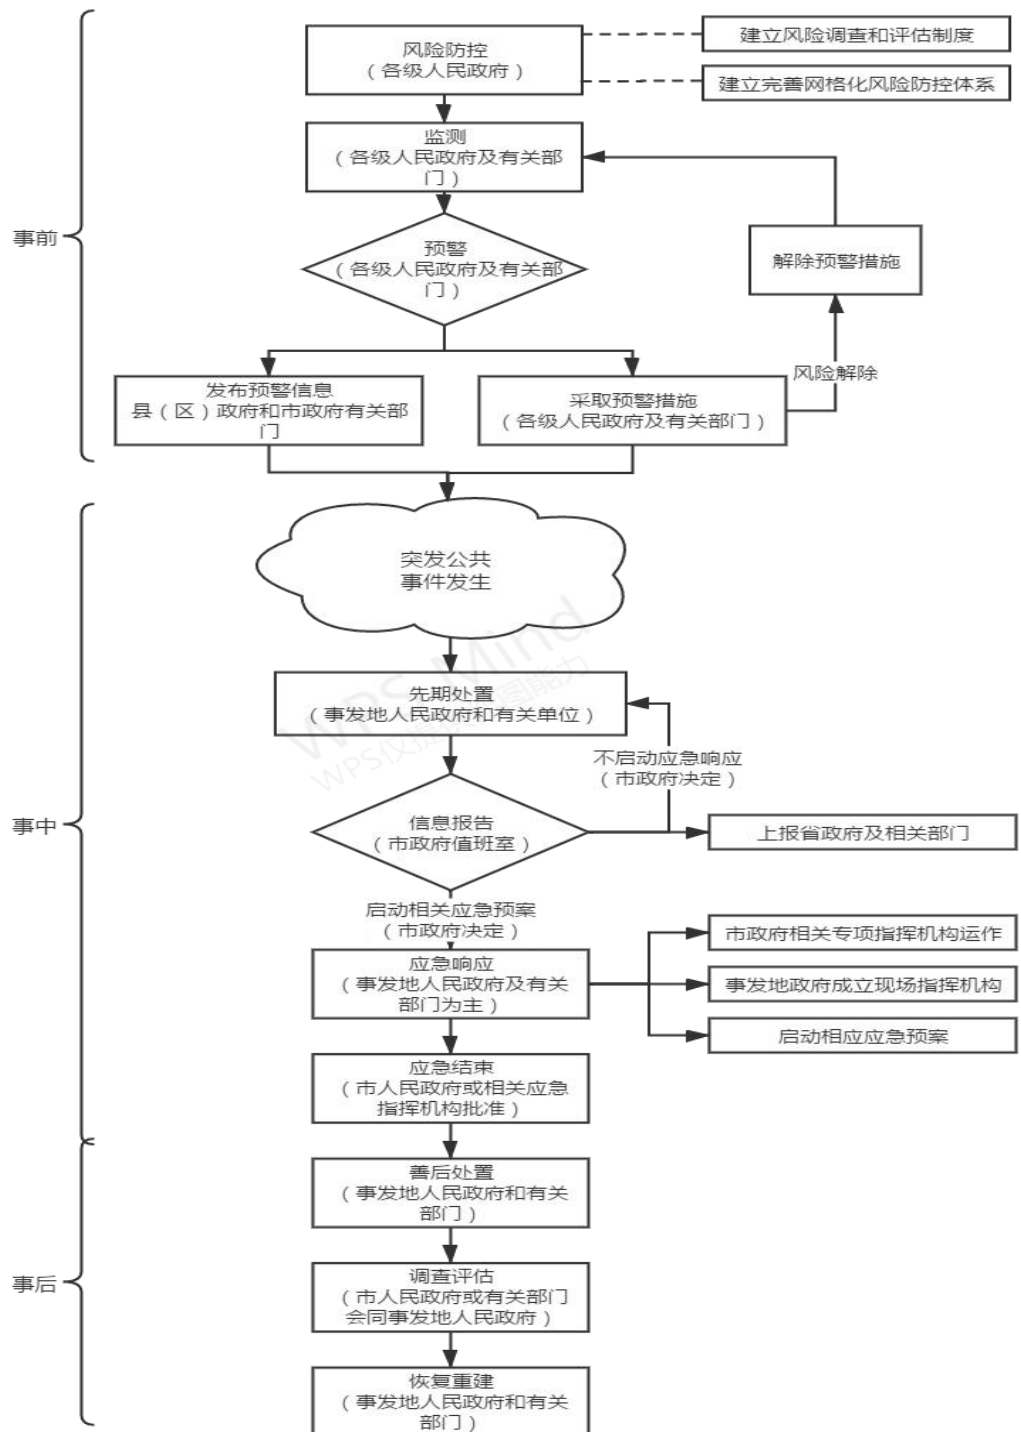 风险防控
（各级人民政府）
建立风险调查和评估制度
建立完善网格化风险防控体系
监测
（各级人民政府及有关部
门）
事前
预警
（各级人民政府及有关部
门）
解除预警措施
风险解除
发布预警信息
县（区）政府和市政府有关部
门
采取预警措施
（各级人民政府及有关部门）
突发公共
事件发生
WPS Mind
先期处置
（事发地人民政府和有关单位）
不启动应急响应
（市政府决定）
事中
信息报告
（市政府值班室）
上报省政府及相关部门
启动相关应急预案
（市政府决定）
应急响应
（事发地人民政府及有关
部门为主）
市政府相关专项指挥机构运作
事发地政府成立现场指挥机构
启动相应应急预案
应急结束
（市人民政府或相关应急
指挥机构批准）
善后处置
（事发地人民政府和有关
部门）
事后
调查评估
（市人民政府或有关部门
会同事发地人民政府）
恢复重建
（事发地人民政府和有关
部门）